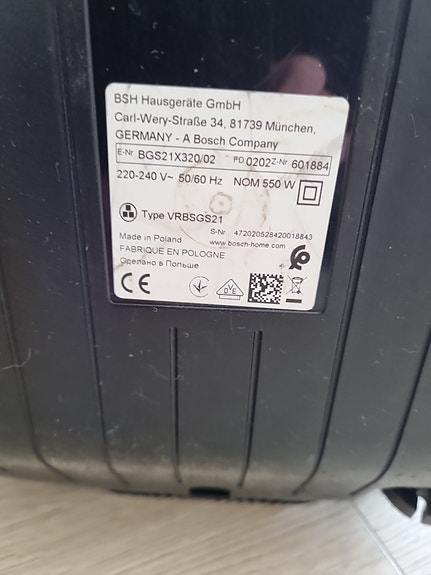 BSH Hausgeräte GmbH
Carl-Wery-Straße 34, 81739 München,
GERMANY - A Bosch Company
E-Nr BGS21X320/02 FD 0202 Z-Nr 601884
220-240 V~ 50/60 Hz NOM 550 W
Type VRBSGS21
S-Nr 472020528420018843
Made in Poland www.bosch-home.com
FABRIQUE EN POLOGNE
Сделано в Польше
CE DVE